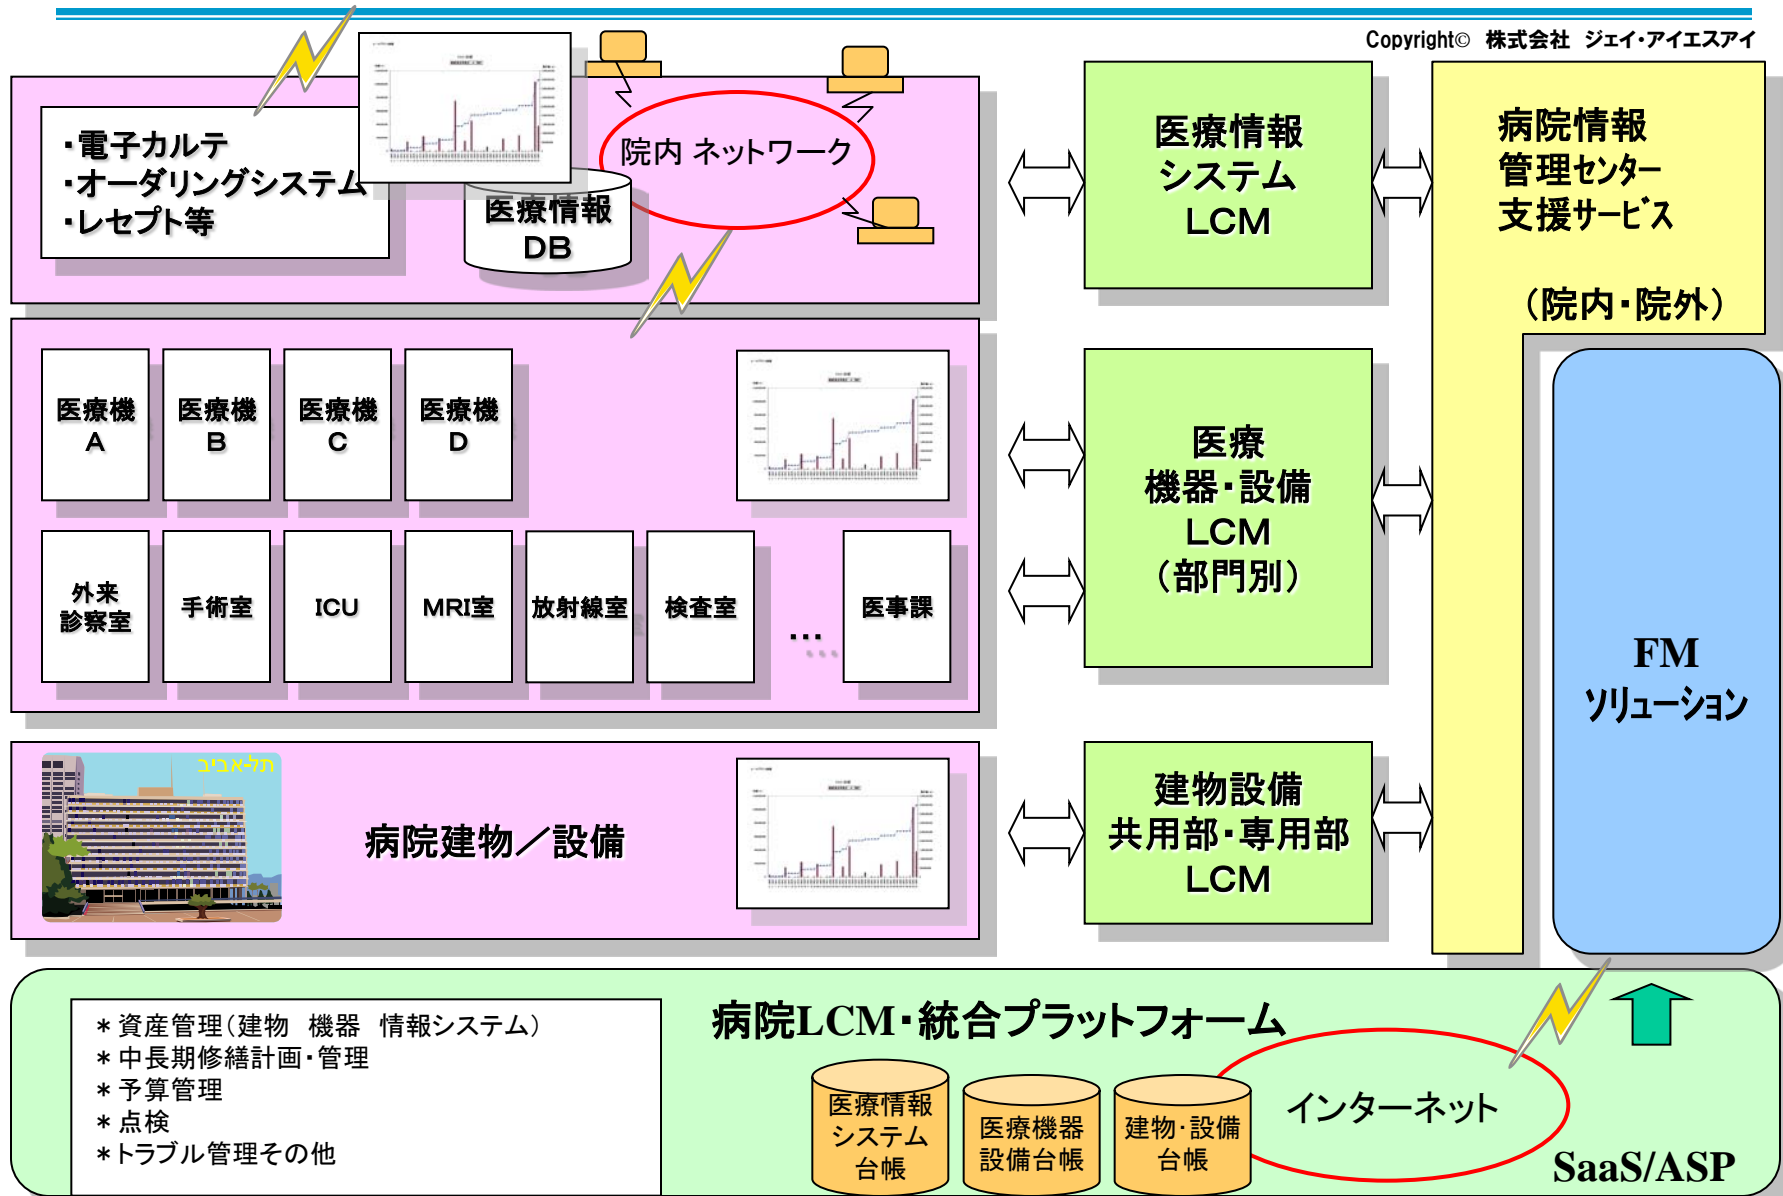 Copyright© 株式会社 ジェイ・アイエスアイ
・電子カルテ
・オーダリングシステム
・レセプト等
院内 ネットワーク
医療情報
DB
医療情報
システム
LCM
病院情報
管理センター
支援サービス
（院内・院外）
医療機
A
医療機
B
医療機
C
医療機
D
外来
診察室
手術室
ICU
MRI室
放射線室
検査室
…
医事課
医療
機器・設備
LCM
（部門別）
FM
ソリューション
תל-אביב
病院建物／設備
建物設備
共用部・専用部
LCM
病院LCM・統合プラットフォーム
＊資産管理（建物　機器　情報システム）
＊中長期修繕計画・管理
＊予算管理
＊点検
＊トラブル管理その他
医療情報
システム
台帳
医療機器
設備台帳
建物・設備
台帳
インターネット
SaaS/ASP